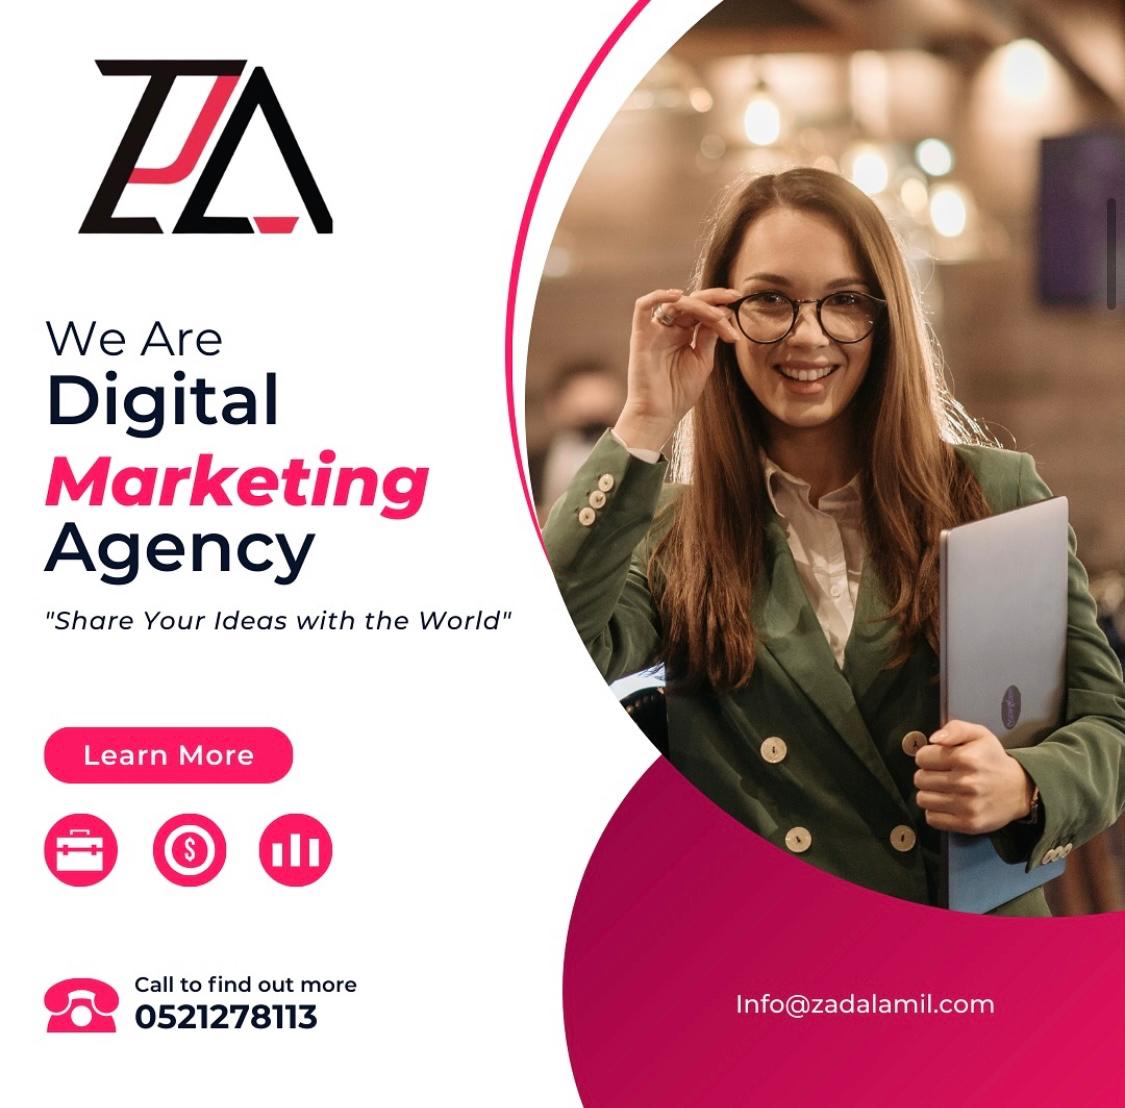 ZA
We Are
Digital
Marketing
Agency
"Share Your Ideas with the World"
Learn More
$
Call to find out more
0521278113
Info@zadalamil.com